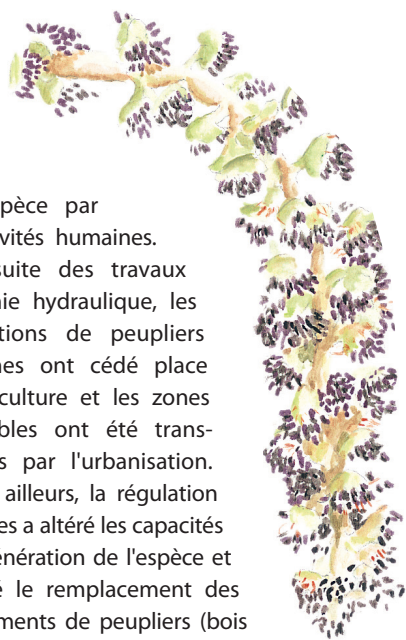 pèce par
vités humaines.
suite des travaux
nie hydraulique, les
tions de peupliers
nes ont cédé place
culture et les zones
bles ont été trans-
s par l'urbanisation.
ailleurs, la régulation
es a altéré les capacités
énération de l'espèce et
é le remplacement des
ments de peupliers (bois